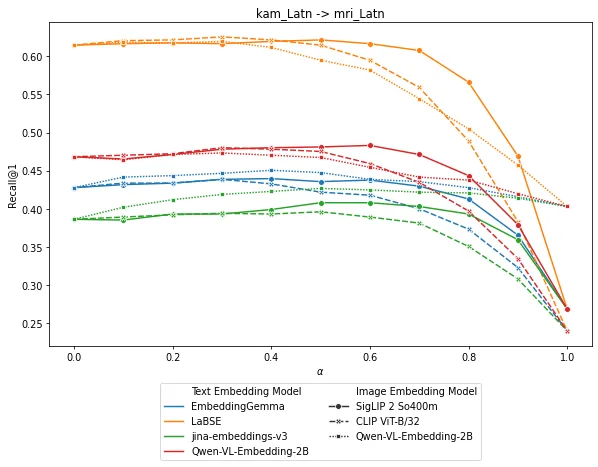 kam_Latn -> mri_Latn
Recall@1
0.60
0.55
0.50
0.45
0.40
0.35
0.30
0.25
0.0 0.2 0.4 0.6 0.8 1.0
α
Text Embedding Model
EmbeddingGemma
LaBSE
jina-embeddings-v3
Qwen-VL-Embedding-2B
Image Embedding Model
SigLIP 2 So400m
CLIP ViT-B/32
Qwen-VL-Embedding-2B